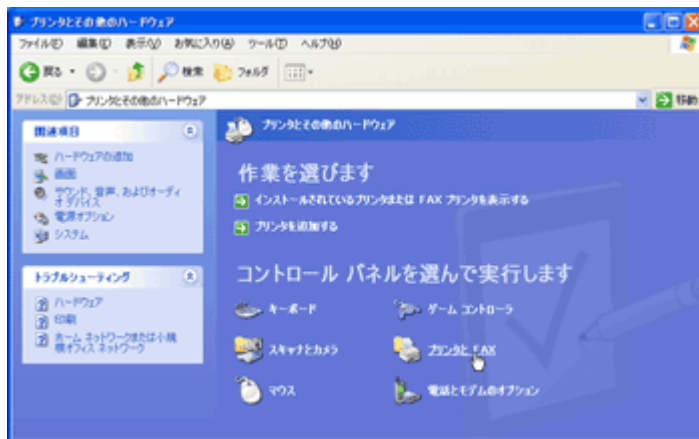 プリンタとその他のハードウェア
ファイル(F) 編集(E) 表示(V) お気に入り(A) ツール(T) ヘルプ(H)
戻る 検索 フォルダ
アドレス(D) プリンタとその他のハードウェア 移動
関連項目
ハードウェアの追加
画面
サウンド、音声、およびオーディ
オ デバイス
電源オプション
システム
トラブルシューティング
ハードウェア
印刷
ホーム ネットワークまたは小規
模オフィス ネットワーク
プリンタとその他のハードウェア
作業を選びます
インストールされているプリンタまたは FAX プリンタを表示する
プリンタを追加する
コントロール パネルを選んで実行します
キーボード ゲーム コントローラ
スキャナとカメラ プリンタと FAX
マウス 電話とモデムのオプション